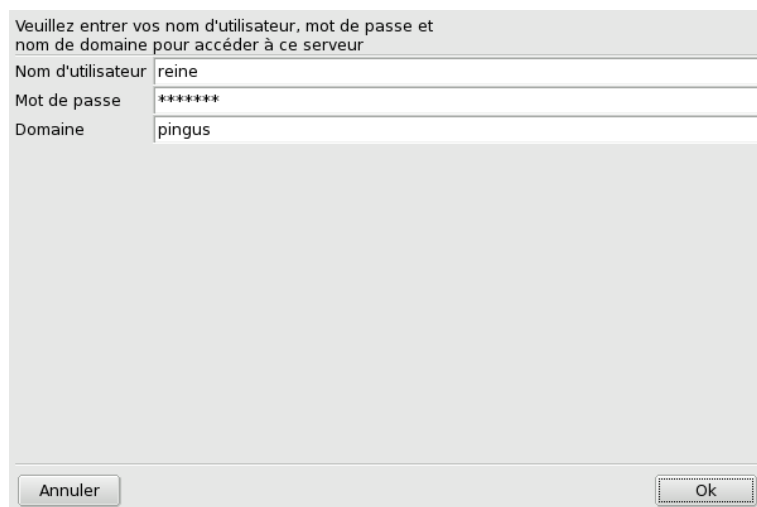 Veuillez entrer vos nom d'utilisateur, mot de passe et
nom de domaine pour accéder à ce serveur
Nom d'utilisateur reine
Mot de passe *******
Domaine pingus
Annuler Ok